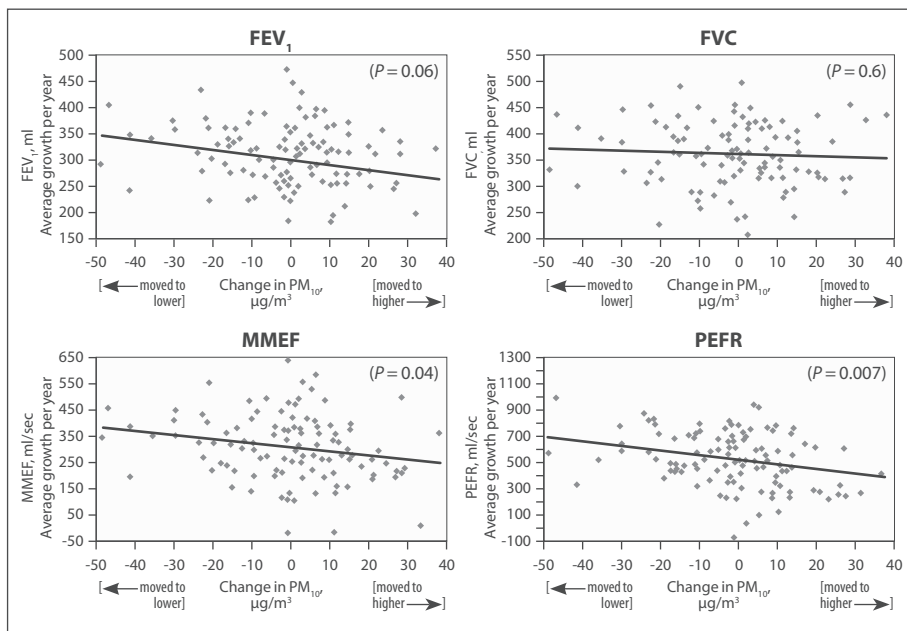 FEV1
(P = 0.06)
FEV1, ml
Average growth per year
500
450
400
350
300
250
200
150
-50 -40 -30 -20 -10 0 10 20 30 40
[ moved to lower]
Change in PM10, μg/m3
[moved to higher ]
FVC
(P = 0.6)
FVC ml
Average growth per year
550
500
450
400
350
300
250
200
-50 -40 -30 -20 -10 0 10 20 30 40
[ moved to lower]
Change in PM10, μg/m3
[moved to higher ]
MMEF
(P = 0.04)
MMEF, ml/sec
Average growth per year
650
550
450
350
250
150
50
-50
-50 -40 -30 -20 -10 0 10 20 30 40
[ moved to lower]
Change in PM10, μg/m3
[moved to higher ]
PEFR
(P = 0.007)
PEFR, ml/sec
Average growth per year
1300
1100
900
700
500
300
100
-100
-50 -40 -30 -20 -10 0 10 20 30 40
[ moved to lower]
Change in PM10, μg/m3
[moved to higher ]